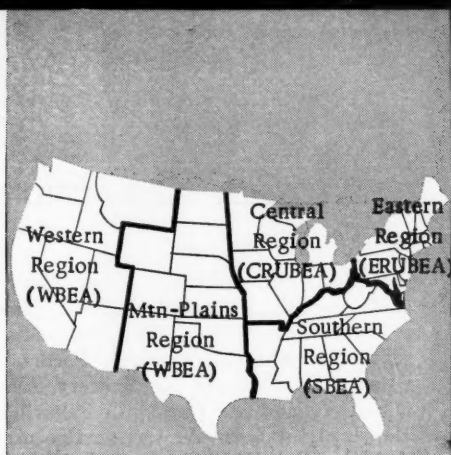 Western
Region
(WBEA)
Mtn-Plains
Region
(WBEA)
Central
Region
(CRUBEA)
Eastern
Region
(ERUBEA)
Southern
Region
(SBEA)